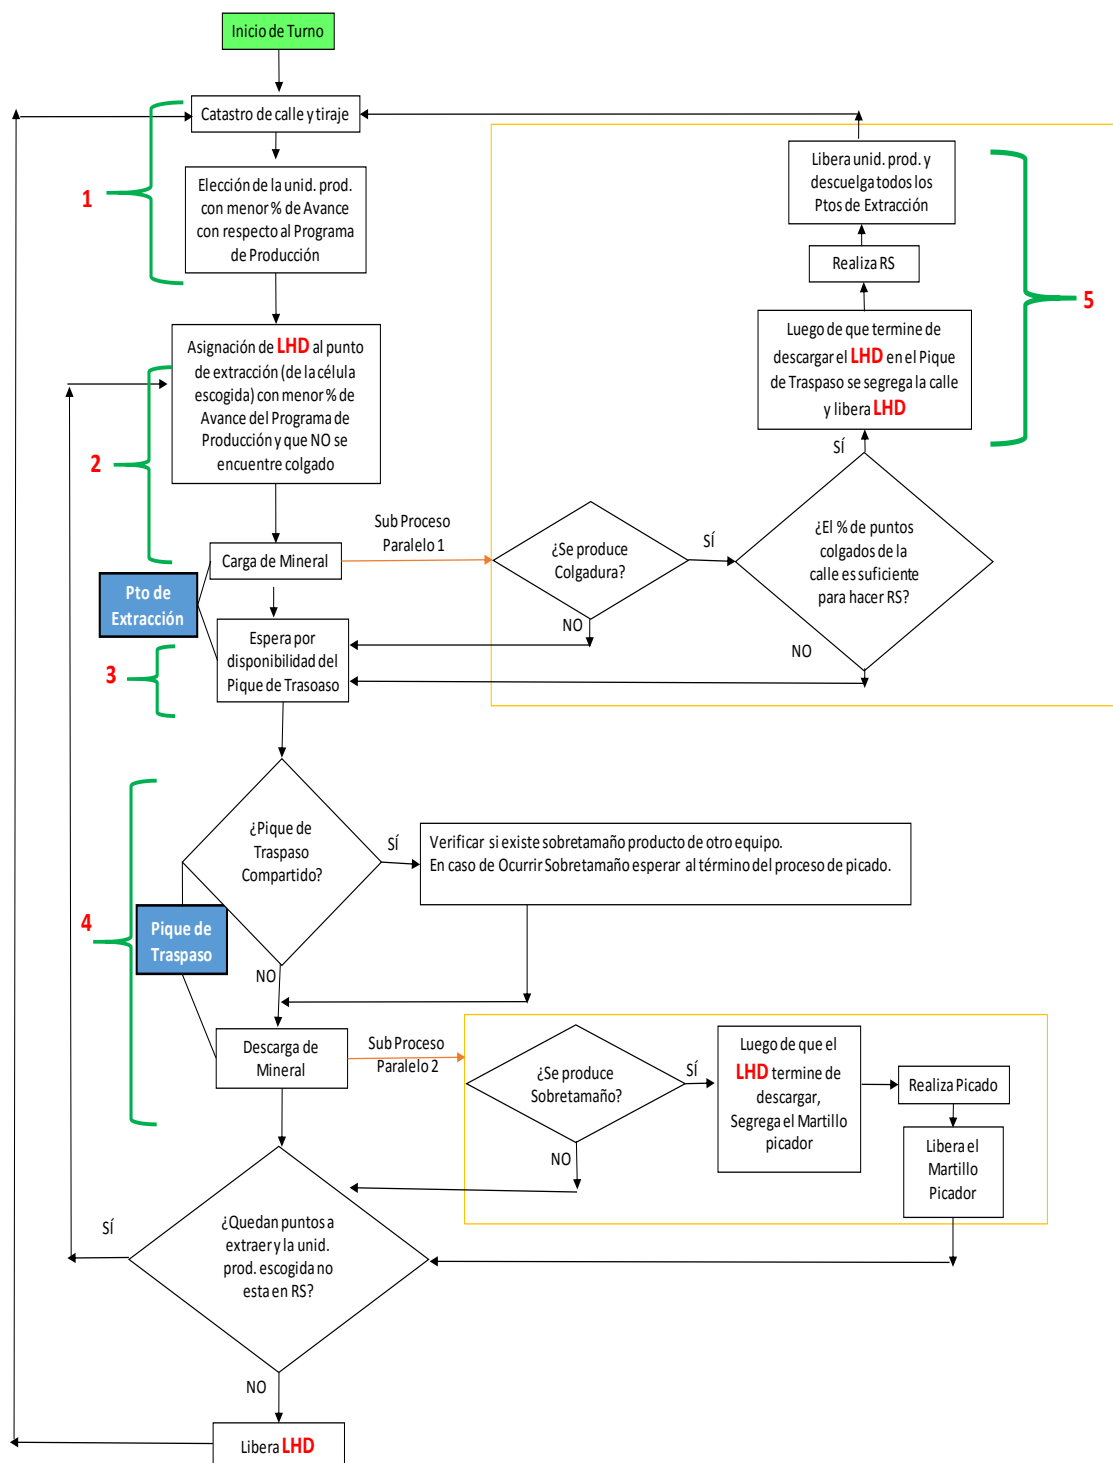 Inicio de Turno
Catastro de calle y tiraje
1
Elección de la unid. prod.
con menor % de Avance
con respecto al Programa
de Producción
Asignación de LHD al punto
de extracción (de la célula
escogida) con menor % de
Avance del Programa de
Producción y que NO se
encuentre colgado
2
Carga de Mineral
Pto de
Extracción
Sub Proceso
Paralelo 1
¿Se produce
Colgadura?
SÍ
NO
¿El % de puntos
colgados de la
calle es suficiente
para hacer RS?
SÍ
NO
Luego de que termine de
descargar el LHD en el Pique
de Traspaso se segrega la calle
y libera LHD
Realiza RS
Libera unid. prod. y
descuelga todos los
Ptos de Extracción
5
Espera por
disponibilidad del
Pique de Trasoaso
3
¿Pique de
Traspaso
Compartido?
SÍ
NO
Verificar si existe sobretamaño producto de otro equipo.
En caso de Ocurrir Sobretamaño esperar al término del proceso de picado.
4
Pique de
Traspaso
Descarga de
Mineral
Sub Proceso
Paralelo 2
¿Se produce
Sobretamaño?
SÍ
NO
Luego de que el
LHD termine de
descargar,
Segrega el Martillo
picador
Realiza Picado
Libera el
Martillo
Picador
¿Quedan puntos a
extraer y la unid.
prod. escogida no
esta en RS?
SÍ
NO
Libera LHD